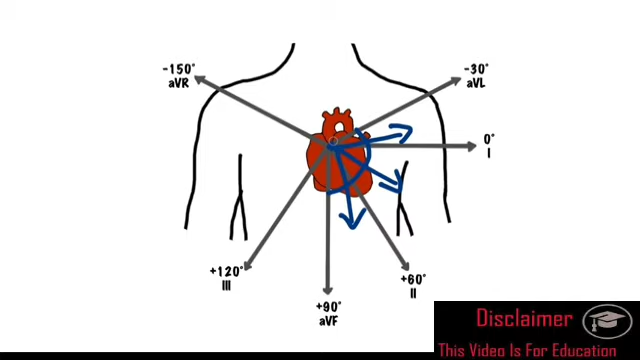 -150°
aVR
-30°
aVL
0°
I
+120°
III
+60°
II
+90°
aVF
Disclaimer
This Video Is For Education